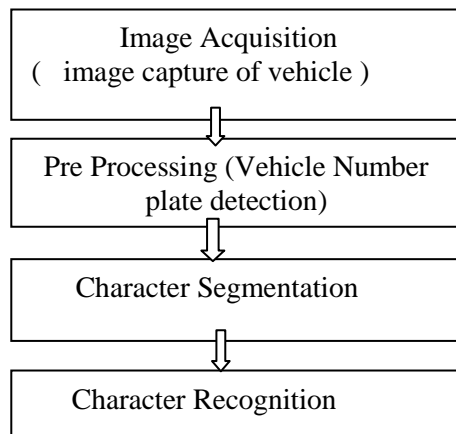 Image Acquisition
( image capture of vehicle )
Pre Processing (Vehicle Number
plate detection)
Character Segmentation
Character Recognition